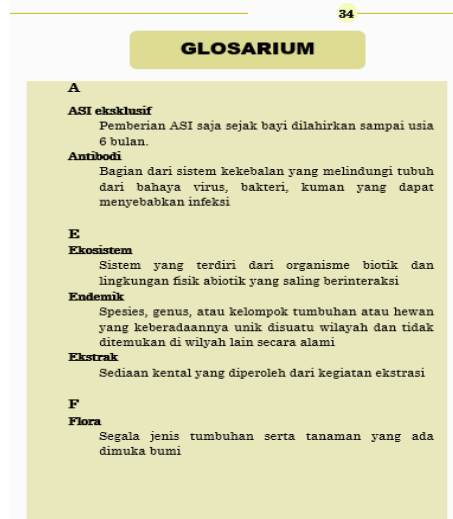 34
GLOSARIUM
A
ASI eksklusif
Pemberian ASI saja sejak bayi dilahirkan sampai usia
6 bulan.
Antibodi
Bagian dari sistem kekebalan yang melindungi tubuh
dari bahaya virus, bakteri, kuman yang dapat
menyebabkan infeksi
E
Ekosistem
Sistem yang terdiri dari organisme biotik dan
lingkungan fisik abiotik yang saling berinteraksi
Endemik
Spesies, genus, atau kelompok tumbuhan atau hewan
yang keberadaannya unik disuatu wilayah dan tidak
ditemukan di wilyah lain secara alami
Ekstrak
Sediaan kental yang diperoleh dari kegiatan ekstrasi
F
Flora
Segala jenis tumbuhan serta tanaman yang ada
dimuka bumi